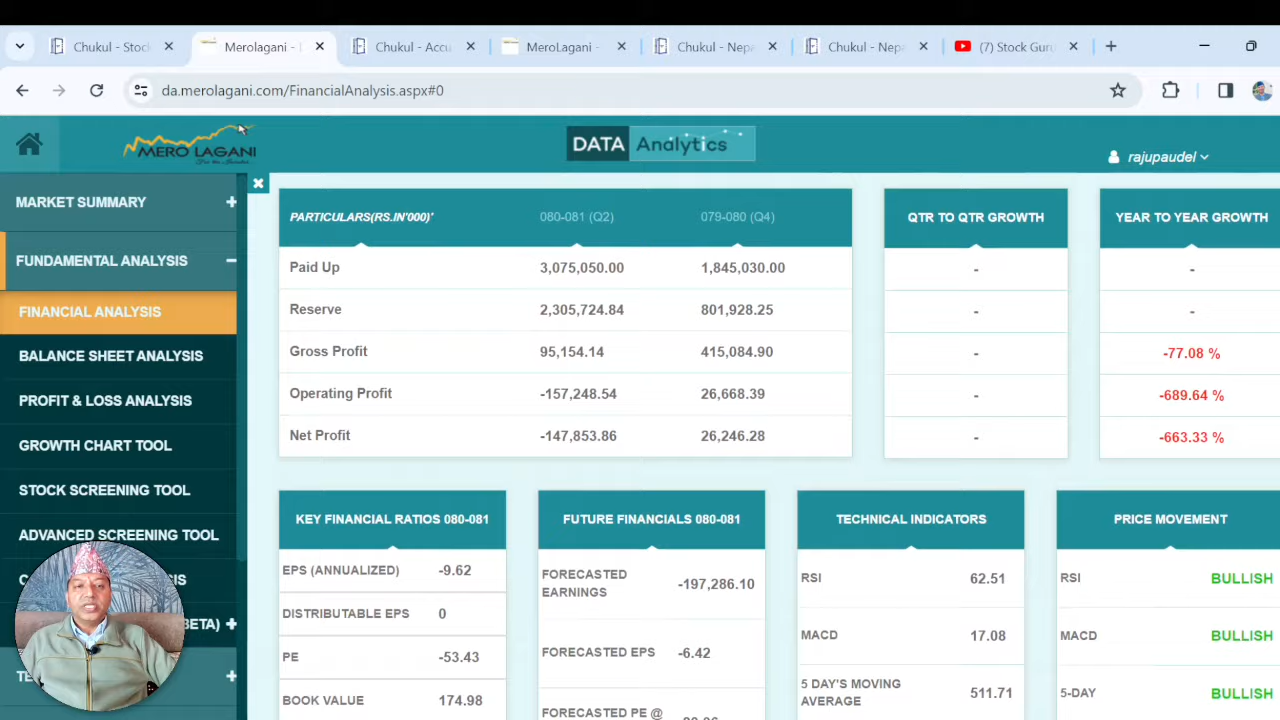 Chukul - Stoc
Merolagani -
Chukul - Accu
MeroLagani -
Chukul - Nepa
Chukul - Nepa
(7) Stock Guru
da.merolagani.com/FinancialAnalysis.aspx#0
MERO LAGANI
DATA Analytics
rajupaudel
MARKET SUMMARY +
FUNDAMENTAL ANALYSIS −
FINANCIAL ANALYSIS
BALANCE SHEET ANALYSIS
PROFIT & LOSS ANALYSIS
GROWTH CHART TOOL
STOCK SCREENING TOOL
ADVANCED SCREENING TOOL
BETA) +
PARTICULARS(RS.IN'000)' 080-081 (Q2) 079-080 (Q4)
Paid Up 3,075,050.00 1,845,030.00
Reserve 2,305,724.84 801,928.25
Gross Profit 95,154.14 415,084.90
Operating Profit -157,248.54 26,668.39
Net Profit -147,853.86 26,246.28
QTR TO QTR GROWTH
-
-
-
-
-
YEAR TO YEAR GROWTH
-
-
-77.08 %
-689.64 %
-663.33 %
KEY FINANCIAL RATIOS 080-081
EPS (ANNUALIZED) -9.62
DISTRIBUTABLE EPS 0
PE -53.43
BOOK VALUE 174.98
FUTURE FINANCIALS 080-081
FORECASTED
EARNINGS -197,286.10
FORECASTED EPS -6.42
FORECASTED PE @
TECHNICAL INDICATORS
RSI 62.51
MACD 17.08
5 DAY'S MOVING
AVERAGE 511.71
PRICE MOVEMENT
RSI BULLISH
MACD BULLISH
5-DAY BULLISH